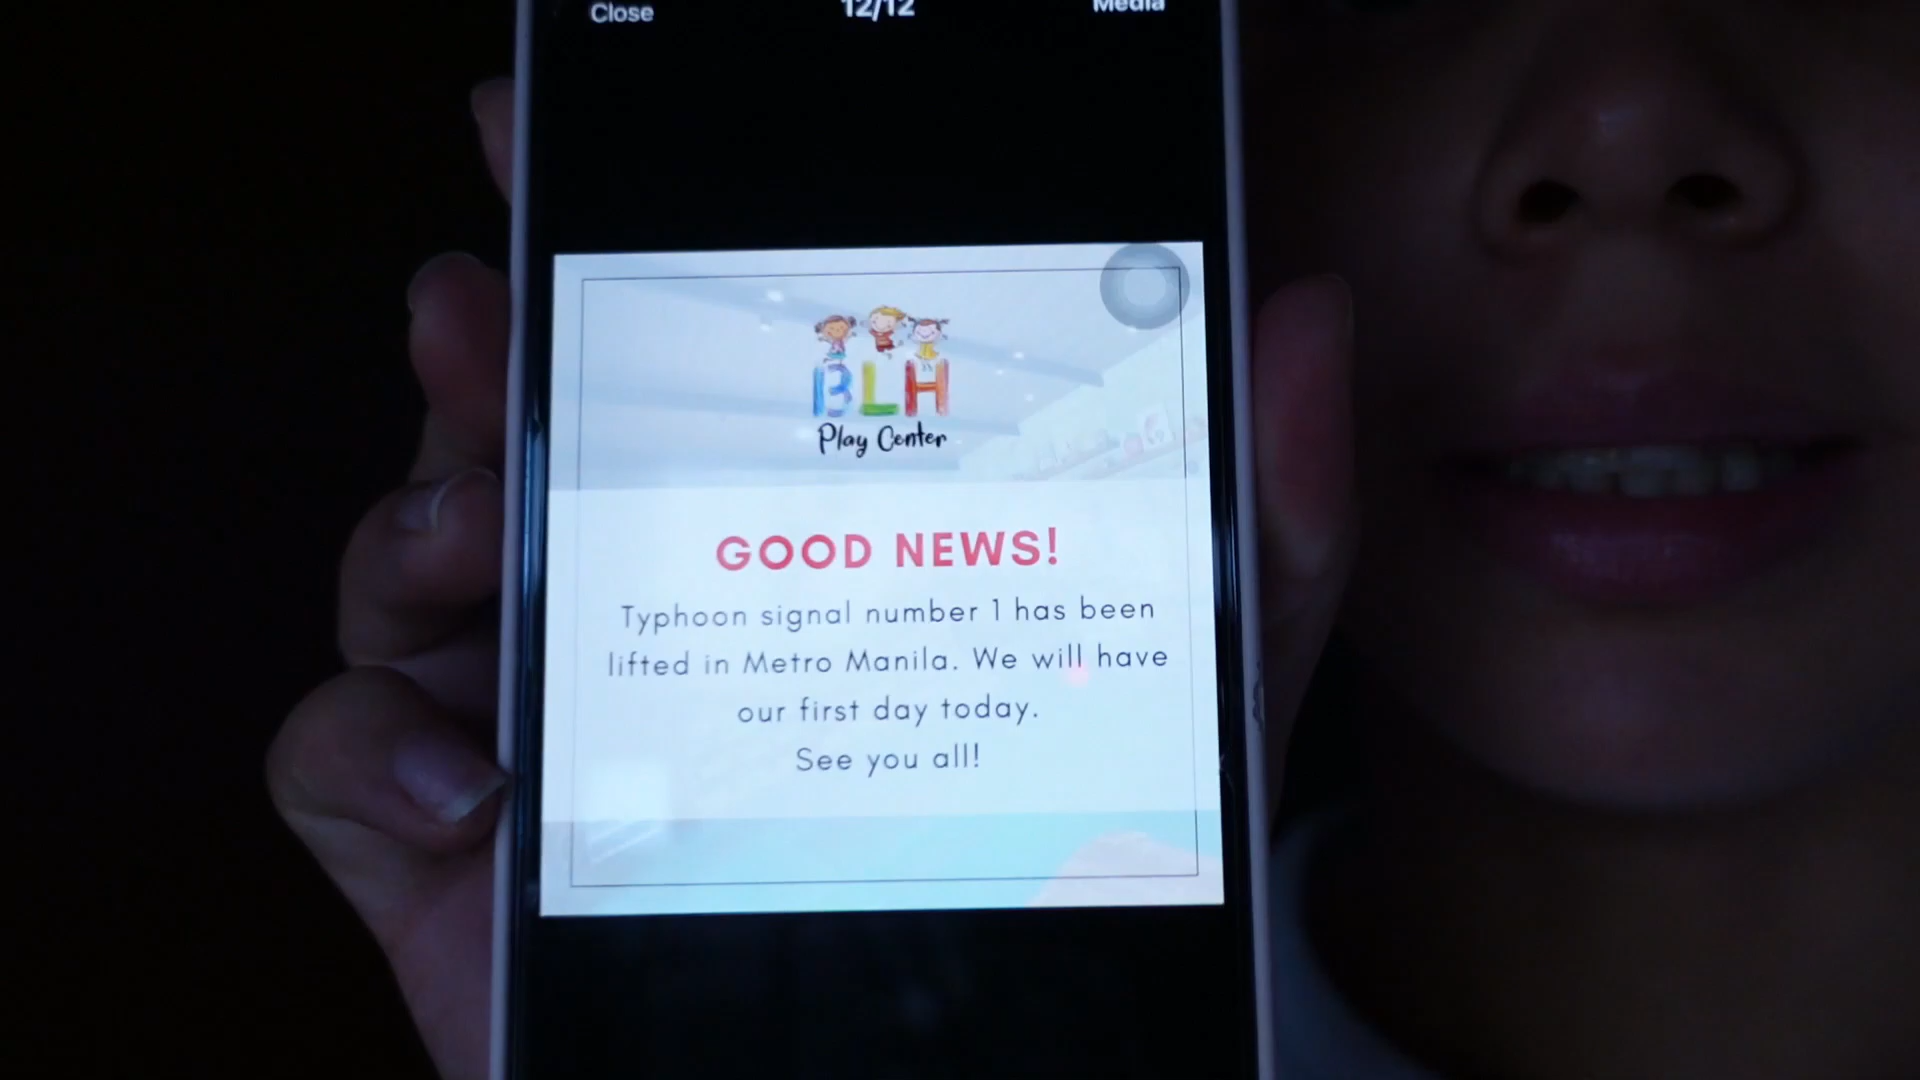 Close 12/12 Media
BLH
Play Center
GOOD NEWS!
Typhoon signal number 1 has been
lifted in Metro Manila. We will have
our first day today.
See you all!